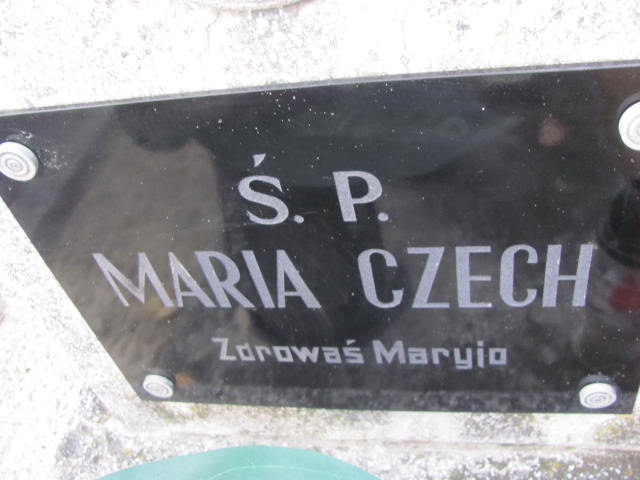 Ś. P.
MARIA CZECH
Zdrowaś Maryjo